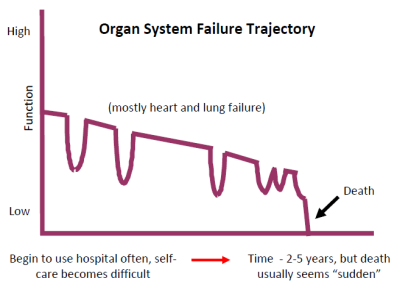 Organ System Failure Trajectory
High
(mostly heart and lung failure)
Function
Death
Low
Begin to use hospital often, self-
care becomes difficult
Time - 2-5 years, but death
usually seems “sudden”